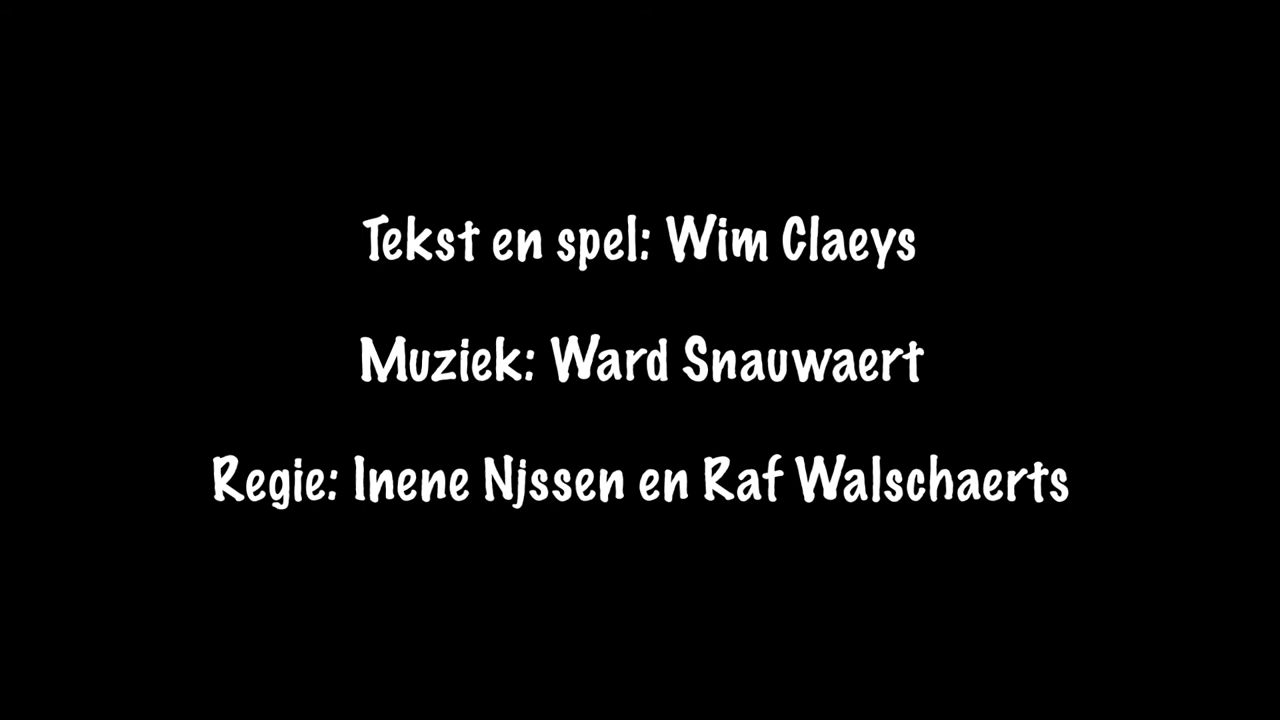 Tekst en spel: Wim Claeys
Muziek: Ward Snauwaert
Regie: Inene Njssen en Raf Walschaerts